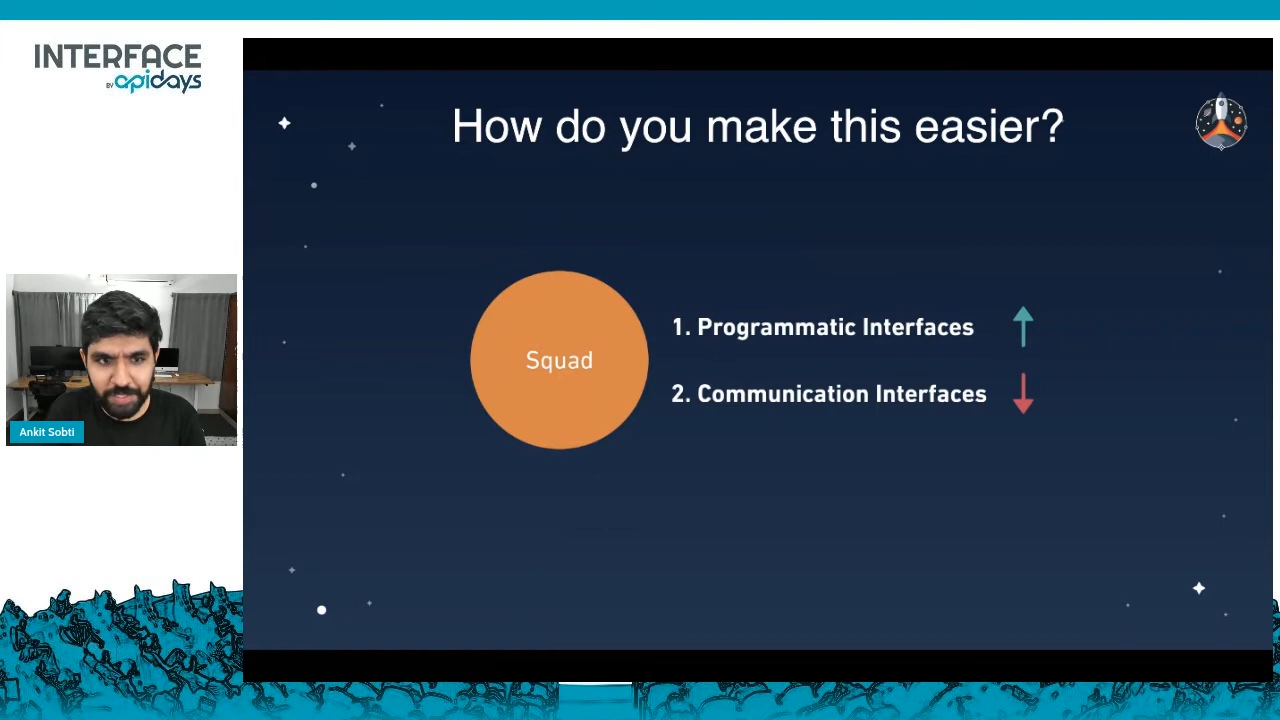 INTERFACE
BY apidays
How do you make this easier?
Squad
1. Programmatic Interfaces
2. Communication Interfaces
Ankit Sobti